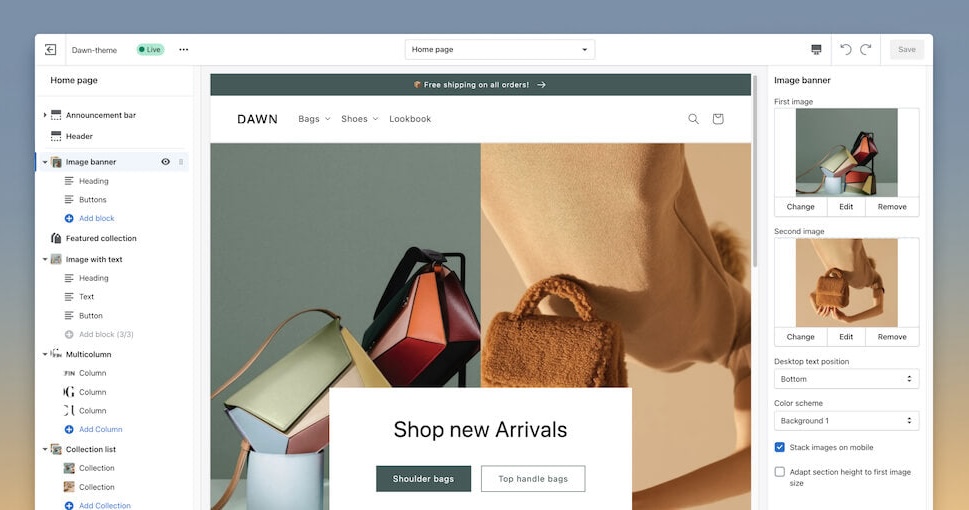 Dawn-theme
Live
Home page
Save
Home page
Announcement bar
Header
Image banner
Heading
Buttons
Add block
Featured collection
Image with text
Heading
Text
Button
Add block (3/3)
Multicolumn
FIN Column
G Column
Column
Add Column
Collection list
Collection
Collection
Add Collection
Free shipping on all orders!
DAWN
Bags
Shoes
Lookbook
Shop new Arrivals
Shoulder bags
Top handle bags
Image banner
First image
Change
Edit
Remove
Second image
Change
Edit
Remove
Desktop text position
Bottom
Color scheme
Background 1
Stack images on mobile
Adapt section height to first image
size